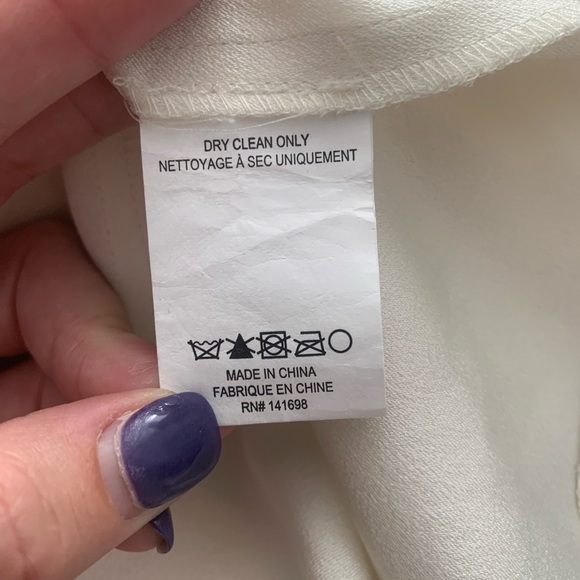 DRY CLEAN ONLY
NETTOYAGE À SEC UNIQUEMENT
MADE IN CHINA
FABRIQUE EN CHINE
RN# 141698